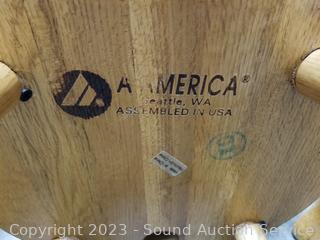 A AMERICA®
Seattle, WA
ASSEMBLED IN USA
Copyright 2023 - Sound Auction Service